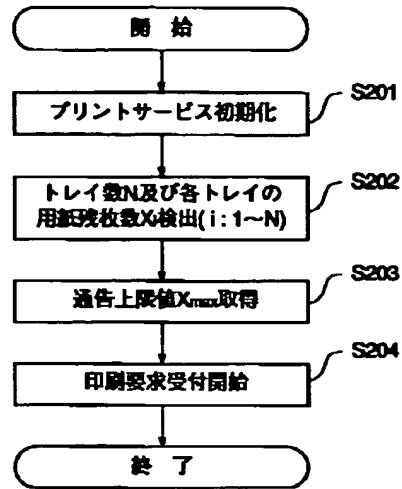 開 始
S201
プリントサービス初期化
S202
トレイ数N及び各トレイの
用紙残枚数Xi検出(i:1〜N)
S203
通告上限値Xmax取得
S204
印刷要求受付開始
終 了